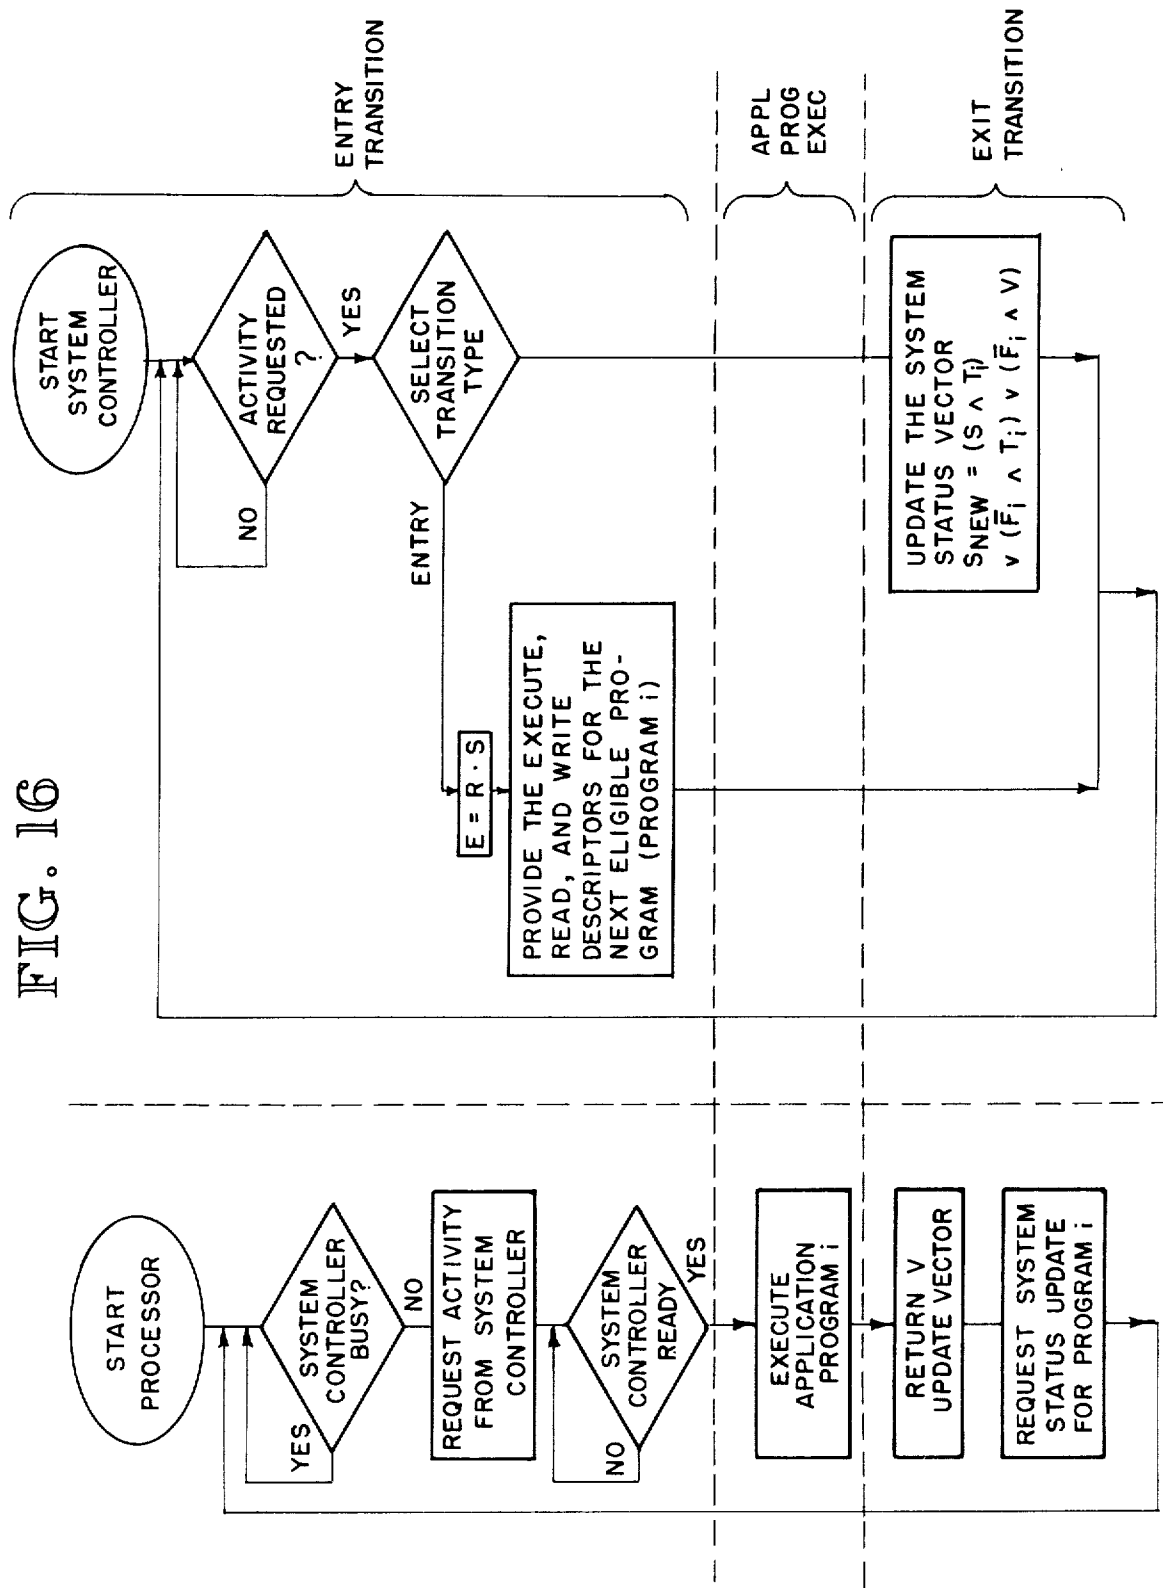 FIG. 16
START
PROCESSOR
SYSTEM
CONTROLLER
BUSY?
YES
NO
REQUEST ACTIVITY
FROM SYSTEM
CONTROLLER
SYSTEM
CONTROLLER
READY
NO
YES
EXECUTE
APPLICATION
PROGRAM i
RETURN V
UPDATE VECTOR
REQUEST SYSTEM
STATUS UPDATE
FOR PROGRAM i
START
SYSTEM
CONTROLLER
ACTIVITY
REQUESTED
?
NO
YES
SELECT
TRANSITION
TYPE
ENTRY
E = R · S
PROVIDE THE EXECUTE,
READ, AND WRITE
DESCRIPTORS FOR THE
NEXT ELIGIBLE PRO-
GRAM (PROGRAM i)
UPDATE THE SYSTEM
STATUS VECTOR
SNEW = (S ∧ Ti)
v (F̅i ∧ Ti) v (F̅i ∧ V)
ENTRY
TRANSITION
APPL
PROG
EXEC
EXIT
TRANSITION